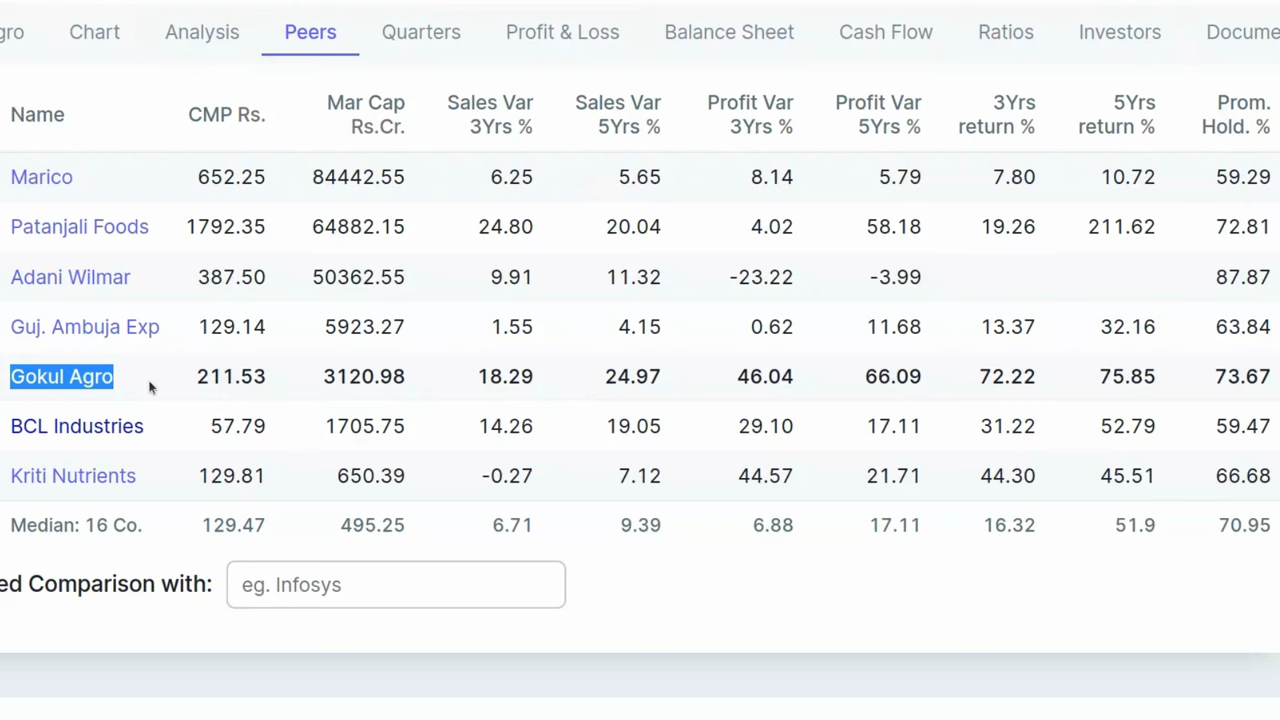 gro Chart Analysis Peers Quarters Profit & Loss Balance Sheet Cash Flow Ratios Investors Docume
Name CMP Rs. Mar Cap Rs.Cr. Sales Var 3Yrs % Sales Var 5Yrs % Profit Var 3Yrs % Profit Var 5Yrs % 3Yrs return % 5Yrs return % Prom. Hold. %
Marico 652.25 84442.55 6.25 5.65 8.14 5.79 7.80 10.72 59.29
Patanjali Foods 1792.35 64882.15 24.80 20.04 4.02 58.18 19.26 211.62 72.81
Adani Wilmar 387.50 50362.55 9.91 11.32 -23.22 -3.99 87.87
Guj. Ambuja Exp 129.14 5923.27 1.55 4.15 0.62 11.68 13.37 32.16 63.84
Gokul Agro 211.53 3120.98 18.29 24.97 46.04 66.09 72.22 75.85 73.67
BCL Industries 57.79 1705.75 14.26 19.05 29.10 17.11 31.22 52.79 59.47
Kriti Nutrients 129.81 650.39 -0.27 7.12 44.57 21.71 44.30 45.51 66.68
Median: 16 Co. 129.47 495.25 6.71 9.39 6.88 17.11 16.32 51.9 70.95
ed Comparison with: eg. Infosys